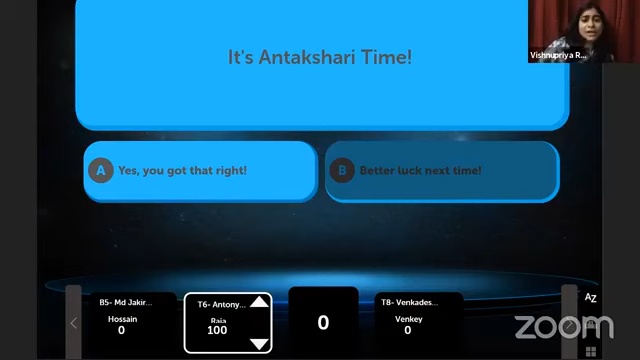 It's Antakshari Time!
Vishnupriya R...
A Yes, you got that right!
B Better luck next time!
B5- Md Jakir...
Hossain
0
T6- Antony...
Raja
100
0
T8- Venkades...
Venkey
0
AZ
zoom